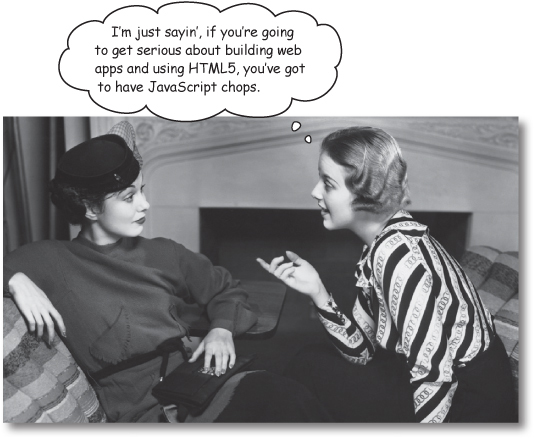 I'm just sayin', if you're going
to get serious about building web
apps and using HTML5, you've got
to have JavaScript chops.